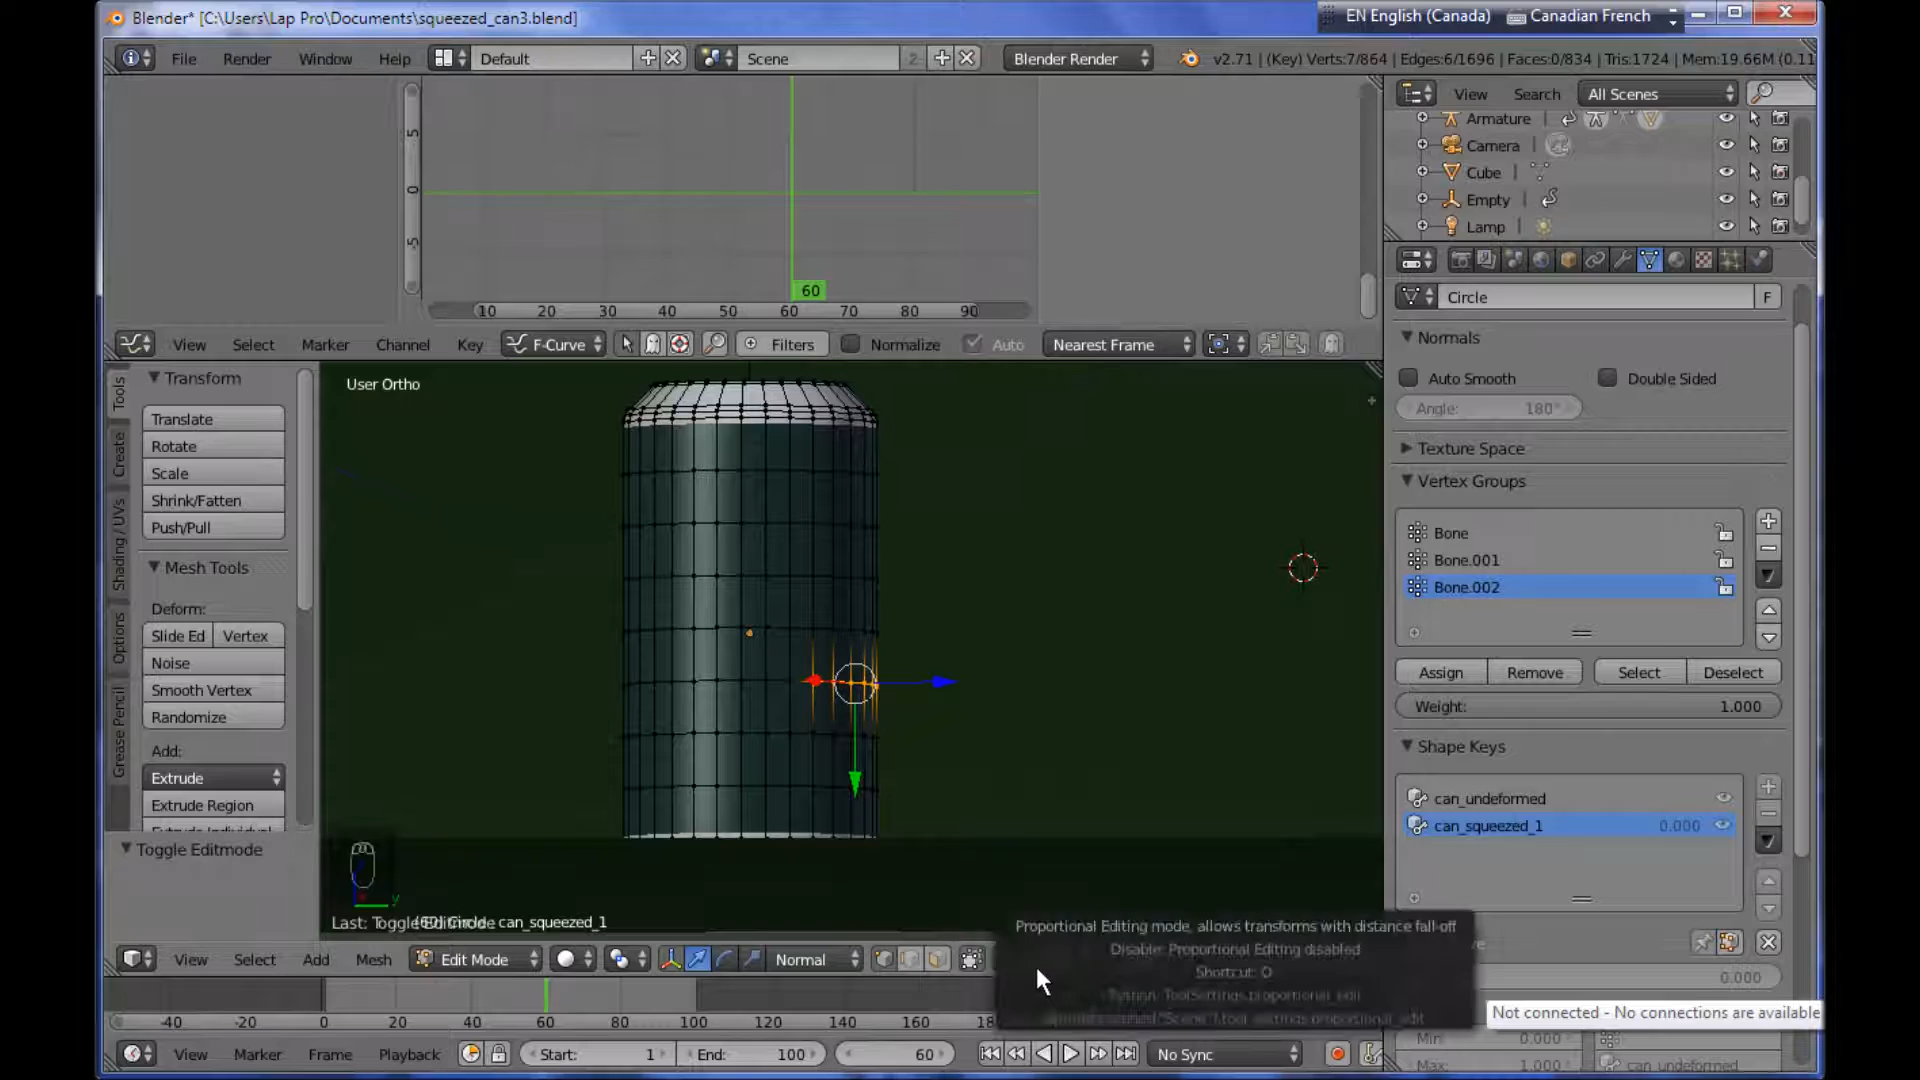 Blender* [C:\Users\Lap Pro\Documents\squeezed_can3.blend]
EN English (Canada) Canadian French
File Render Window Help Default Scene 2 Blender Render v2.71 | (Key) Verts:7/864 | Edges:6/1696 | Faces:0/834 | Tris:1724 | Mem:19.66M (0.11
View Search All Scenes
Armature
Camera
Cube
Empty
Lamp
5
0
-5
60
10 20 30 40 50 60 70 80 90
View Select Marker Channel Key F-Curve Filters Normalize Auto Nearest Frame
Circle F
Normals
Auto Smooth Double Sided
Angle: 180°
Texture Space
Vertex Groups
Bone
Bone.001
Bone.002
Assign Remove Select Deselect
Weight: 1.000
Shape Keys
can_undeformed
can_squeezed_1 0.000
0.000
Min: 0.000
Max: 1.000 can_undeformed
Tools
Create
Shading / UVs
Options
Grease Pencil
Transform
Translate
Rotate
Scale
Shrink/Fatten
Push/Pull
Mesh Tools
Deform:
Slide Ed Vertex
Noise
Smooth Vertex
Randomize
Add:
Extrude
Extrude Region
Toggle Editmode
User Ortho
y
Last: Toggle Editmode
(60) Circle : can_squeezed_1
Proportional Editing mode, allows transforms with distance fall-off
Disable: Proportional Editing disabled
Shortcut: O
Python: ToolSettings.proportional_edit
Not connected - No connections are available
View Select Add Mesh Edit Mode Normal
-40 -20 0 20 40 60 80 100 120 140 160
View Marker Frame Playback Start: 1 End: 100 60 No Sync